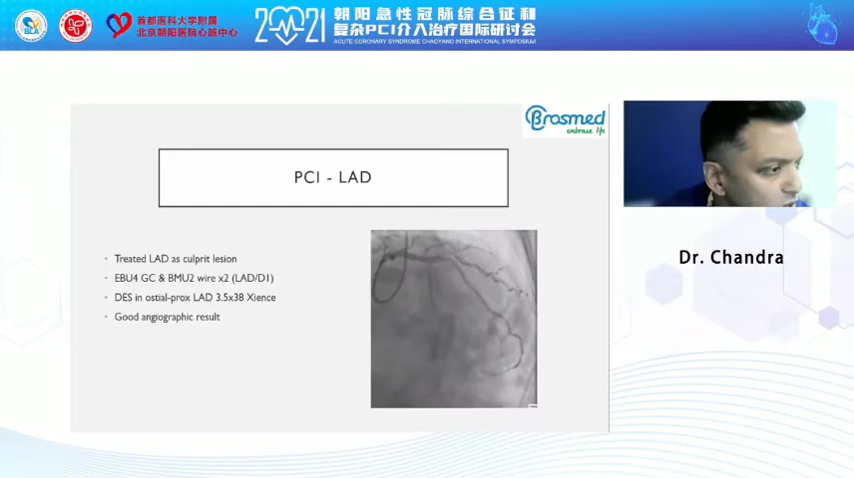 BLA
首都医科大学附属
北京朝阳医院心脏中心
2021
朝阳急性冠脉综合征和
复杂PCI介入治疗国际研讨会
ACUTE CORONARY SYNDROME CHAOYANG INTERNATIONAL SYMPOSIUM
Brosmed
embrace life
PCI - LAD
Treated LAD as culprit lesion
EBU4 GC & BMU2 wire x2 (LAD/D1)
DES in ostial-prox LAD 3.5x38 Xience
Good angiographic result
Dr. Chandra